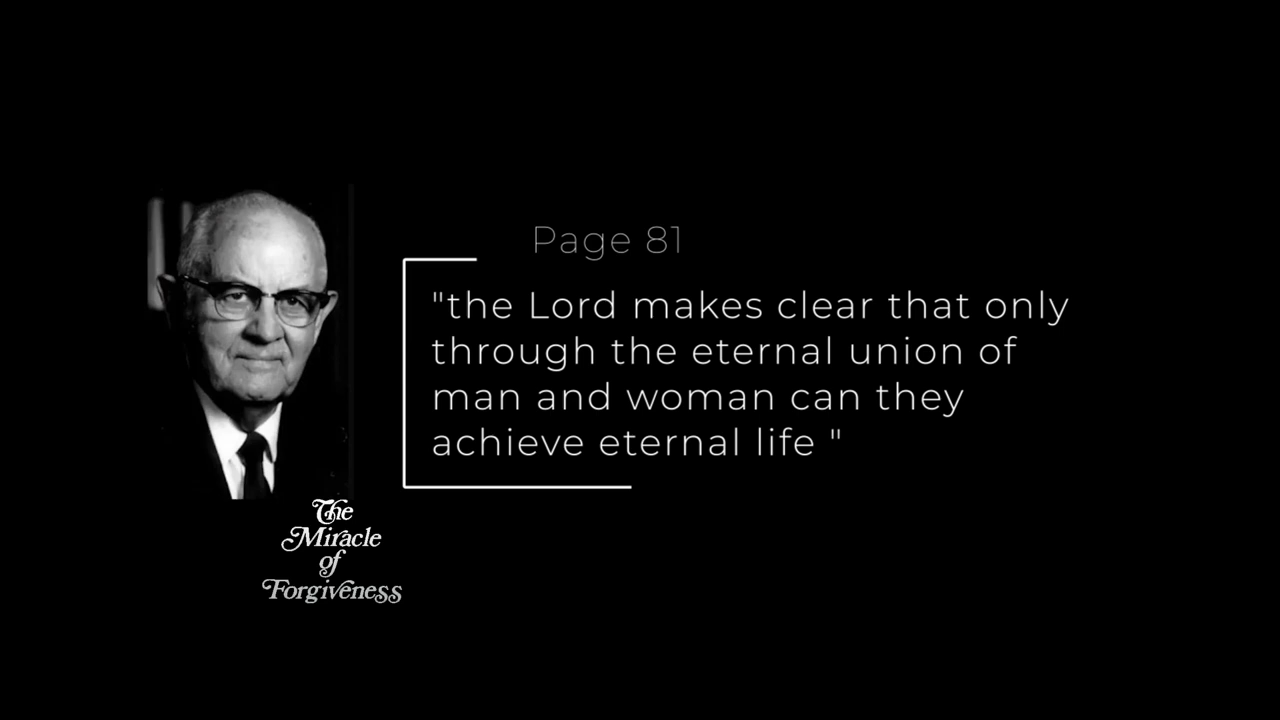 Page 81
"the Lord makes clear that only
through the eternal union of
man and woman can they
achieve eternal life "
The
Miracle
of
Forgiveness